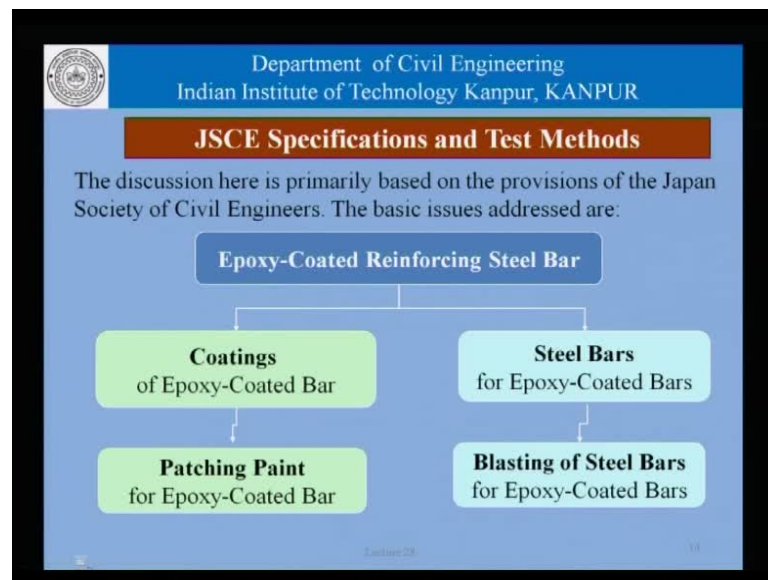 Department of Civil Engineering
Indian Institute of Technology Kanpur, KANPUR
JSCE Specifications and Test Methods
The discussion here is primarily based on the provisions of the Japan
Society of Civil Engineers. The basic issues addressed are:
Epoxy-Coated Reinforcing Steel Bar
Coatings
of Epoxy-Coated Bar
Steel Bars
for Epoxy-Coated Bars
Patching Paint
for Epoxy-Coated Bar
Blasting of Steel Bars
for Epoxy-Coated Bars